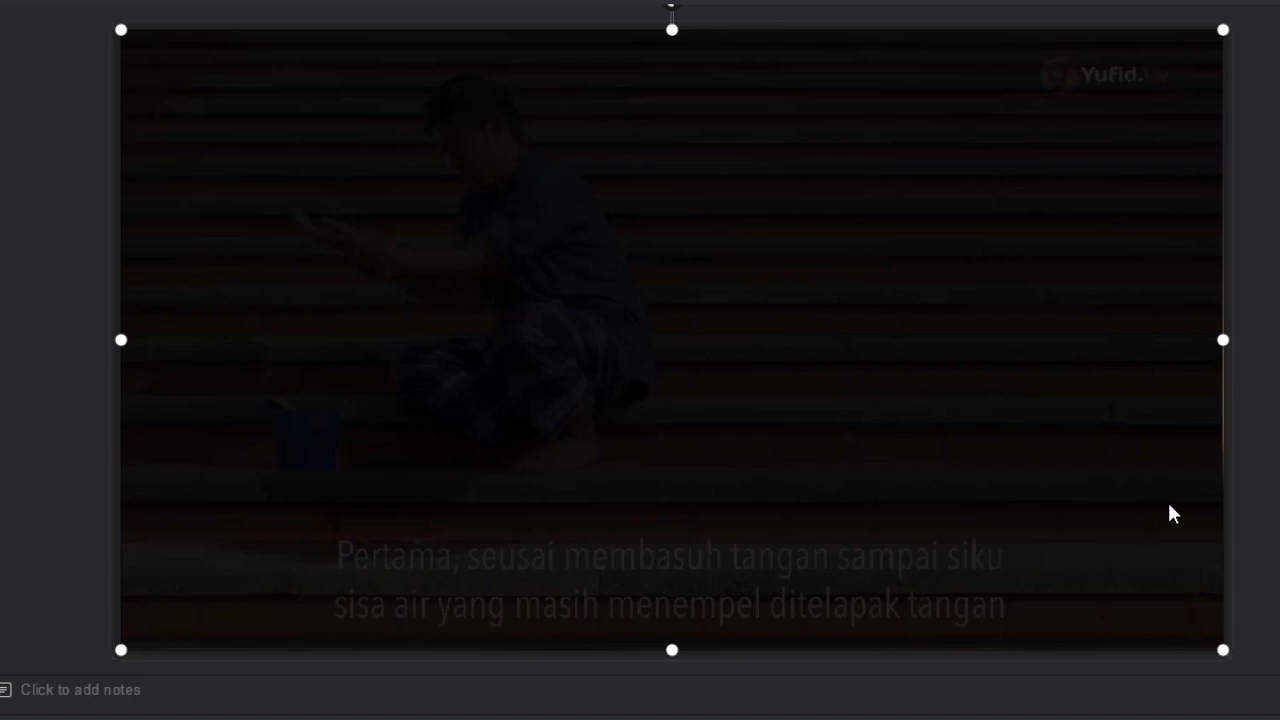 Yufid.
Pertama, seusai membasuh tangan sampai siku
sisa air yang masih menempel ditelapak tangan
Click to add notes